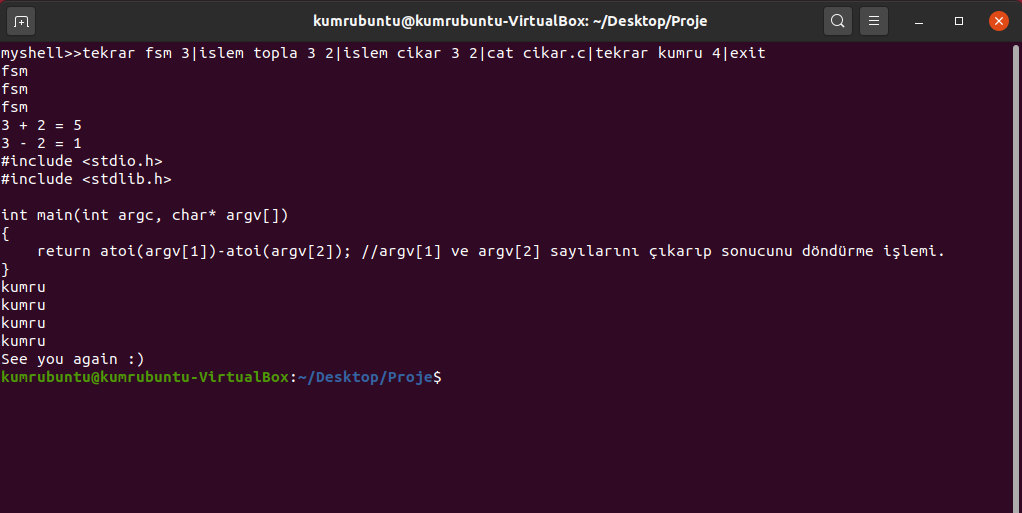 kumrubuntu@kumrubuntu-VirtualBox: ~/Desktop/Proje
myshell>>tekrar fsm 3|islem topla 3 2|islem cikar 3 2|cat cikar.c|tekrar kumru 4|exit
fsm
fsm
fsm
3 + 2 = 5
3 - 2 = 1
#include <stdio.h>
#include <stdlib.h>

int main(int argc, char* argv[])
{
    return atoi(argv[1])-atoi(argv[2]); //argv[1] ve argv[2] sayılarını çıkarıp sonucunu döndürme işlemi.
}
kumru
kumru
kumru
kumru
See you again :)
kumrubuntu@kumrubuntu-VirtualBox:~/Desktop/Proje$